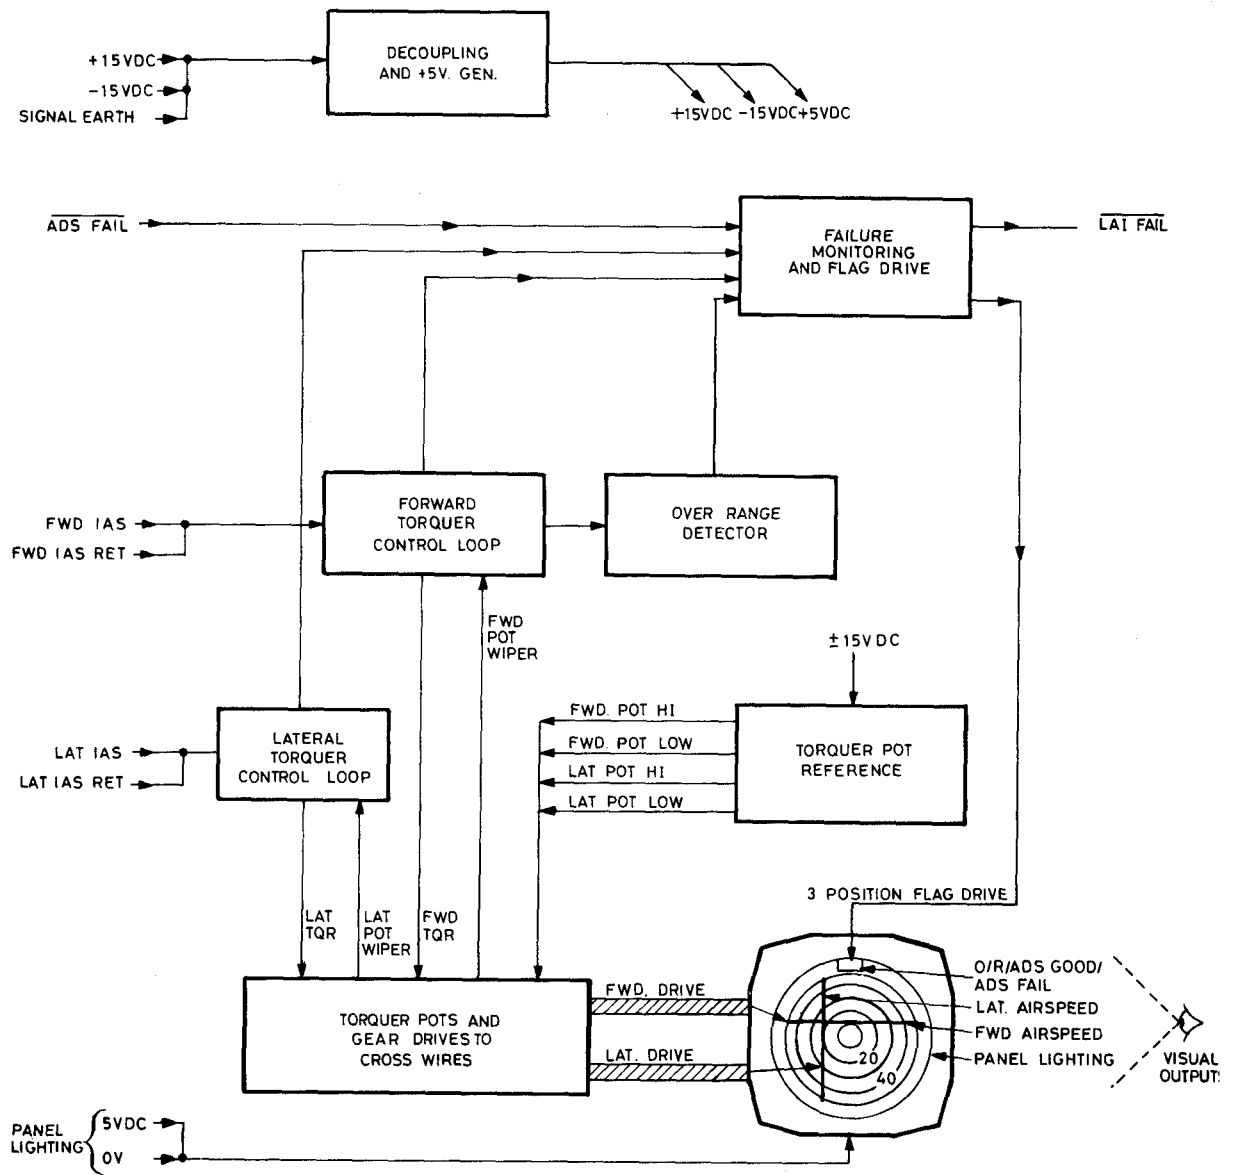 +15VDC
-15VDC
SIGNAL EARTH
DECOUPLING
AND +5V. GEN.
+15VDC -15VDC +5VDC
ADS FAIL
FAILURE
MONITORING
AND FLAG DRIVE
LAI FAIL
FWD IAS
FWD IAS RET
FORWARD
TORQUER
CONTROL LOOP
OVER RANGE
DETECTOR
FWD
POT
WIPER
±15VDC
LAT IAS
LAT IAS RET
LATERAL
TORQUER
CONTROL LOOP
FWD. POT HI
FWD. POT LOW
LAT POT HI
LAT POT LOW
TORQUER POT
REFERENCE
3 POSITION FLAG DRIVE
LAT
TQR
LAT
POT
WIPER
FWD
TQR
TORQUER POTS AND
GEAR DRIVES TO
CROSS WIRES
FWD. DRIVE
LAT. DRIVE
20
40
O/R/ADS GOOD/
ADS FAIL
LAT. AIRSPEED
FWD AIRSPEED
PANEL LIGHTING
VISUAL
OUTPUTS
PANEL
LIGHTING
5VDC
0V